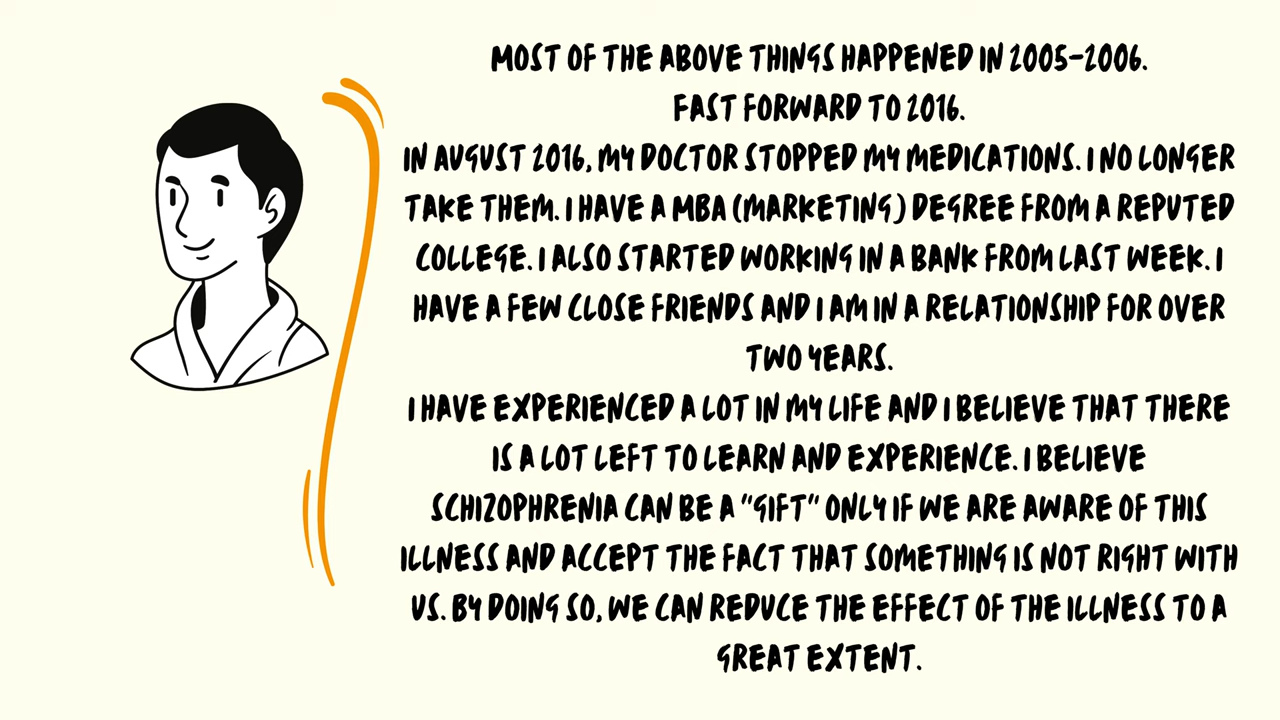 MOST OF THE ABOVE THINGS HAPPENED IN 2005-2006.
FAST FORWARD TO 2016.
IN AUGUST 2016, MY DOCTOR STOPPED MY MEDICATIONS. I NO LONGER
TAKE THEM. I HAVE A MBA (MARKETING) DEGREE FROM A REPUTED
COLLEGE. I ALSO STARTED WORKING IN A BANK FROM LAST WEEK. I
HAVE A FEW CLOSE FRIENDS AND I AM IN A RELATIONSHIP FOR OVER
TWO YEARS.
I HAVE EXPERIENCED A LOT IN MY LIFE AND I BELIEVE THAT THERE
IS A LOT LEFT TO LEARN AND EXPERIENCE. I BELIEVE
SCHIZOPHRENIA CAN BE A "GIFT" ONLY IF WE ARE AWARE OF THIS
ILLNESS AND ACCEPT THE FACT THAT SOMETHING IS NOT RIGHT WITH
US. BY DOING SO, WE CAN REDUCE THE EFFECT OF THE ILLNESS TO A
GREAT EXTENT.